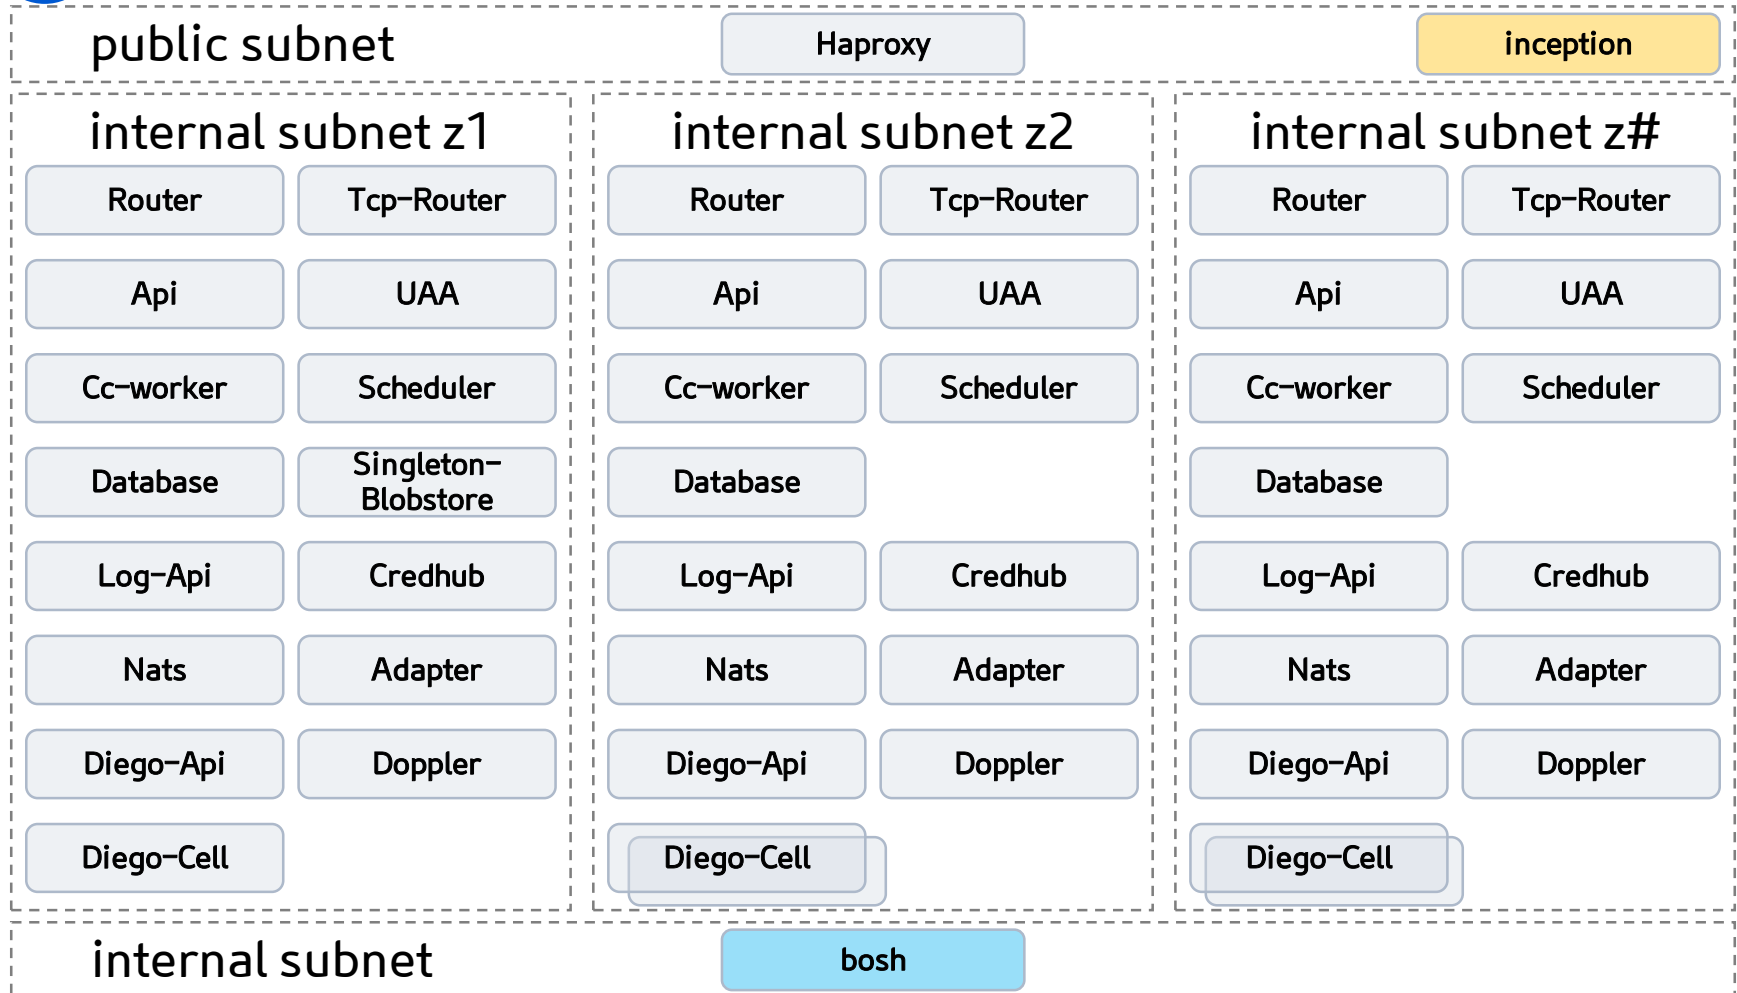 public subnet
Haproxy
inception
internal subnet z1
Router
Tcp-Router
Api
UAA
Cc-worker
Scheduler
Database
Singleton-
Blobstore
Log-Api
Credhub
Nats
Adapter
Diego-Api
Doppler
Diego-Cell
internal subnet z2
Router
Tcp-Router
Api
UAA
Cc-worker
Scheduler
Database
Log-Api
Credhub
Nats
Adapter
Diego-Api
Doppler
Diego-Cell
internal subnet z#
Router
Tcp-Router
Api
UAA
Cc-worker
Scheduler
Database
Log-Api
Credhub
Nats
Adapter
Diego-Api
Doppler
Diego-Cell
internal subnet
bosh